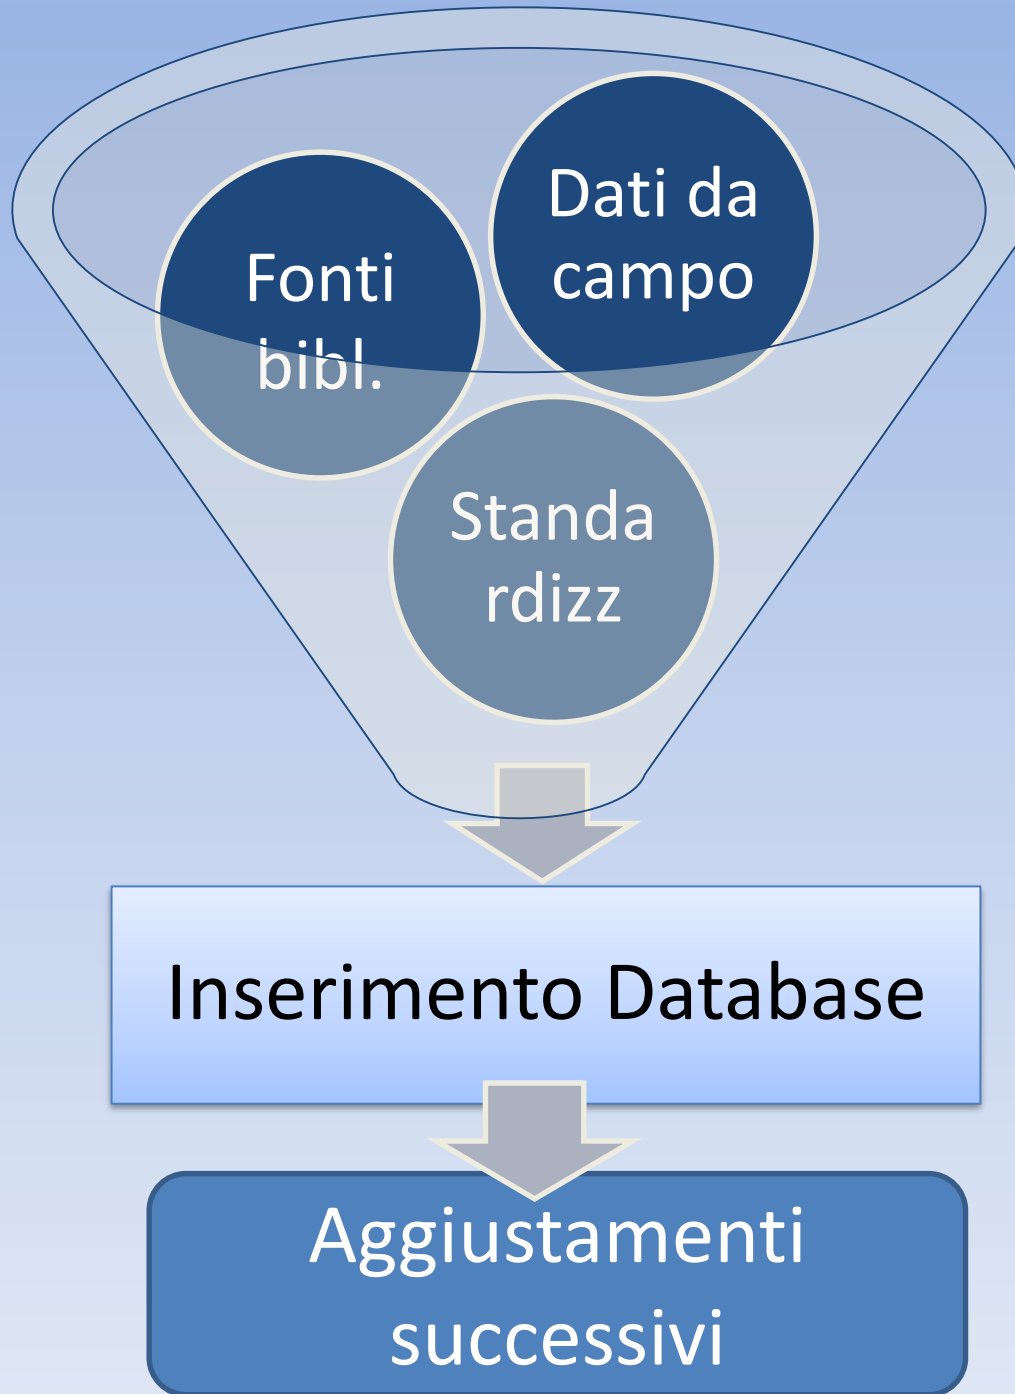 Dati da
campo
Fonti
bibl.
Standa
rdizz
Inserimento Database
Aggiustamenti
successivi